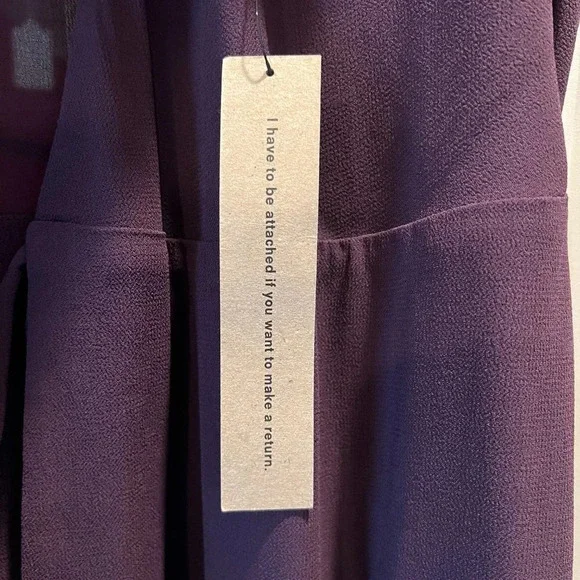 I have to be attached if you want to make a return.